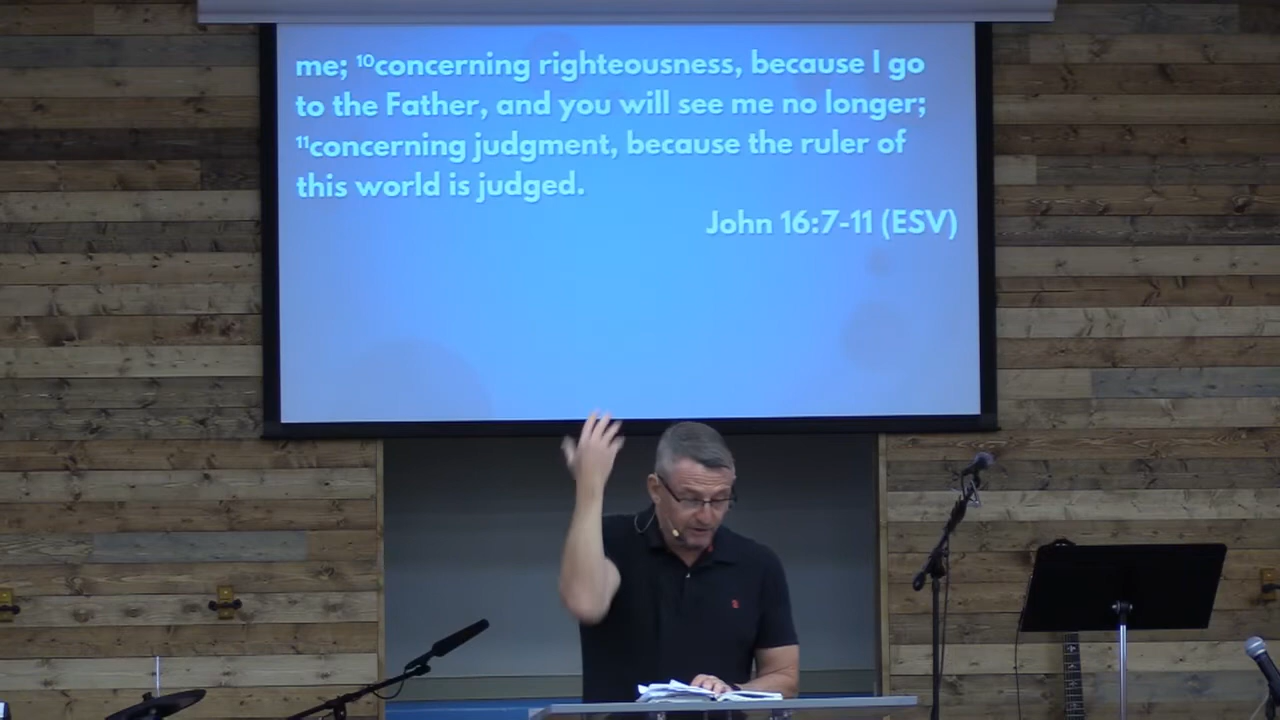 me; ¹⁰concerning righteousness, because I go
to the Father, and you will see me no longer;
¹¹concerning judgment, because the ruler of
this world is judged.
John 16:7-11 (ESV)